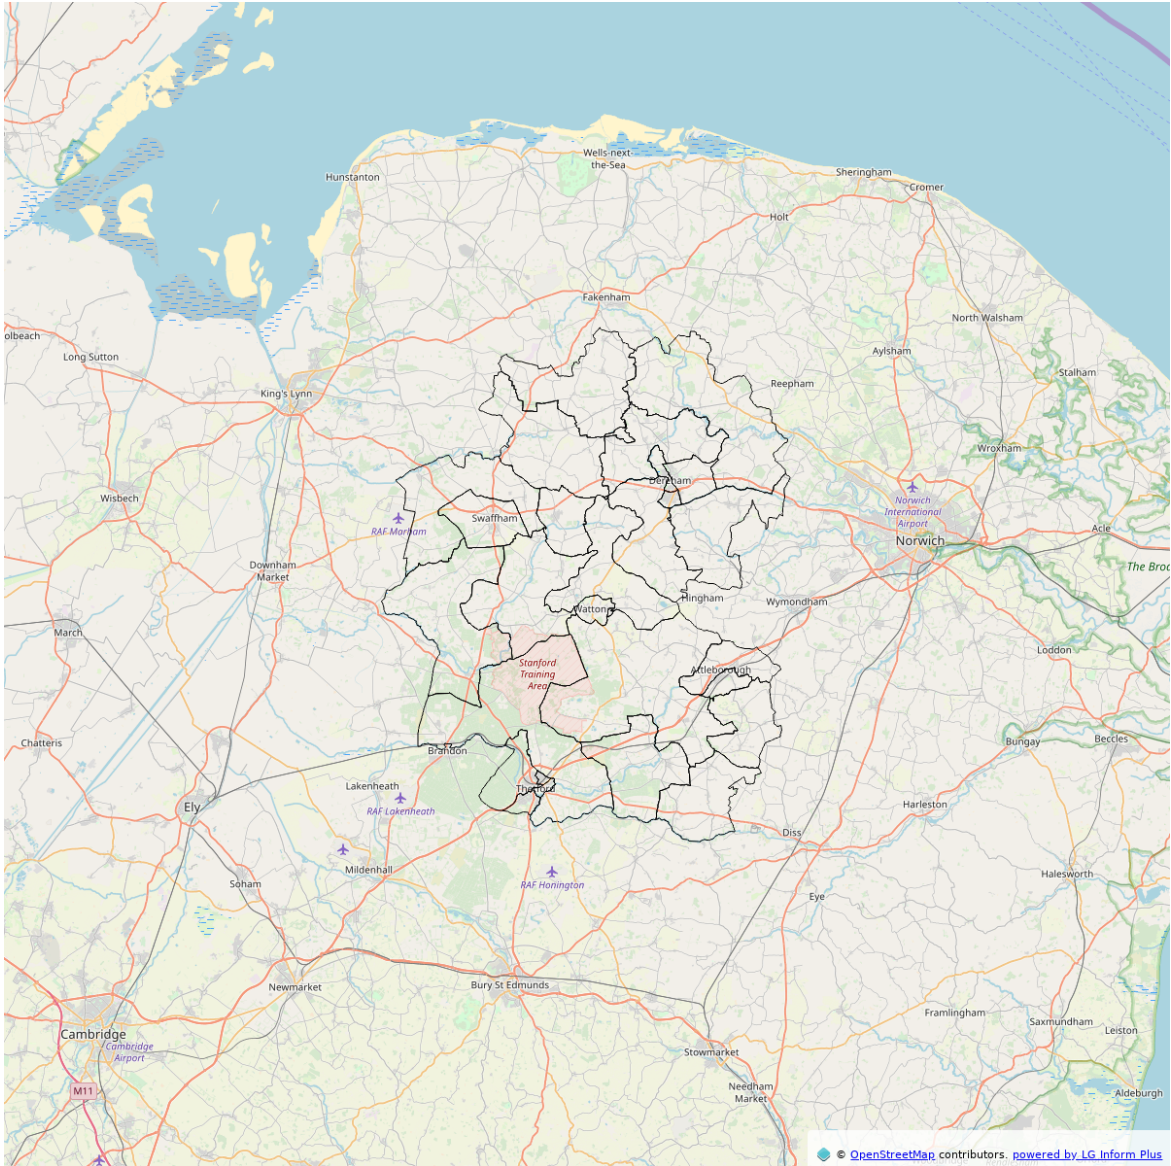 Wells-next-
the-Sea
Hunstanton
Sheringham
Cromer
Holt
Fakenham
North Walsham
olbeach
Long Sutton
Aylsham
Stalham
Reepham
King's Lynn
Wroxham
Dereham
Wisbech
Norwich
International
Airport
Swaffham
RAF Marham
Acle
Norwich
Downham
Market
The Broa
Hingham
Wymondham
Watton
March
Loddon
Stanford
Training
Area
Attleborough
Chatteris
Brandon
Bungay
Beccles
Lakenheath
Thetford
RAF Lakenheath
Ely
Harleston
Diss
Mildenhall
Halesworth
Soham
RAF Honington
Eye
Newmarket
Bury St Edmunds
Framlingham
Saxmundham
Leiston
Cambridge
Cambridge
Airport
Stowmarket
M11
Needham
Market
Aldeburgh
© OpenStreetMap contributors. powered by LG Inform Plus